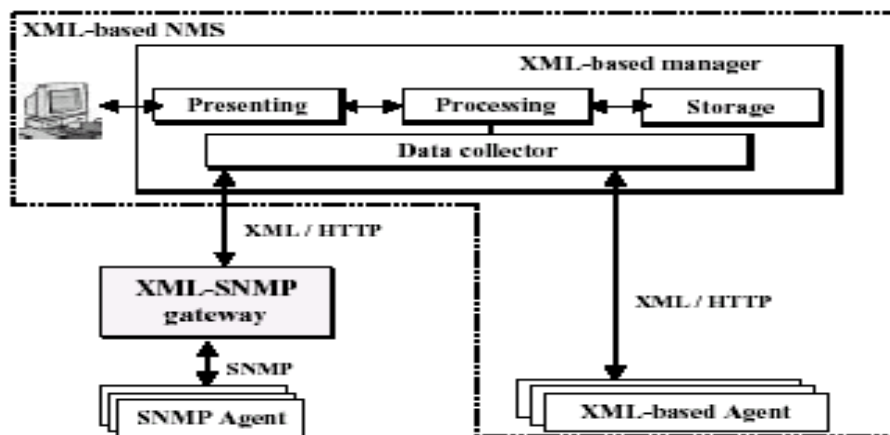 XML-based NMS
XML-based manager
Presenting
Processing
Storage
Data collector
XML / HTTP
XML-SNMP
gateway
XML / HTTP
SNMP
SNMP Agent
XML-based Agent